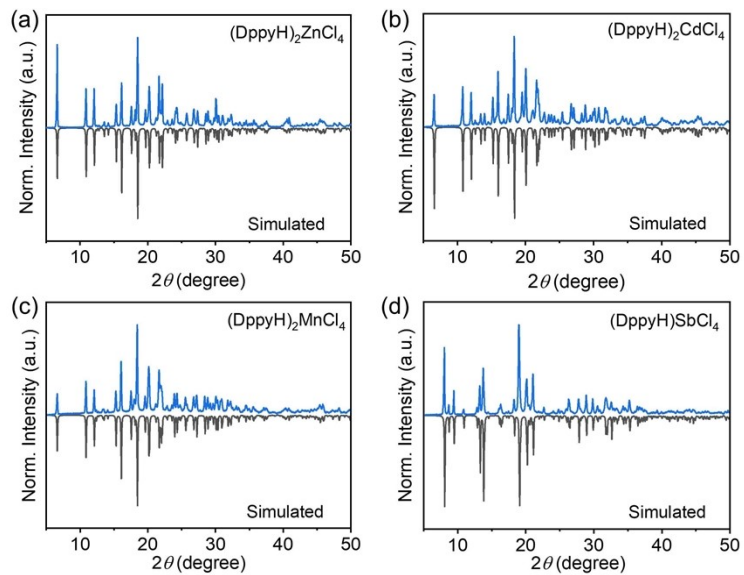 (a)
(DppyH)₂ZnCl₄
Norm. Intensity (a.u.)
Simulated
10 20 30 40 50
2θ (degree)
(b)
(DppyH)₂CdCl₄
Norm. Intensity (a.u.)
Simulated
10 20 30 40 50
2θ (degree)
(c)
(DppyH)₂MnCl₄
Norm. Intensity (a.u.)
Simulated
10 20 30 40 50
2θ (degree)
(d)
(DppyH)SbCl₄
Norm. Intensity (a.u.)
Simulated
10 20 30 40 50
2θ (degree)